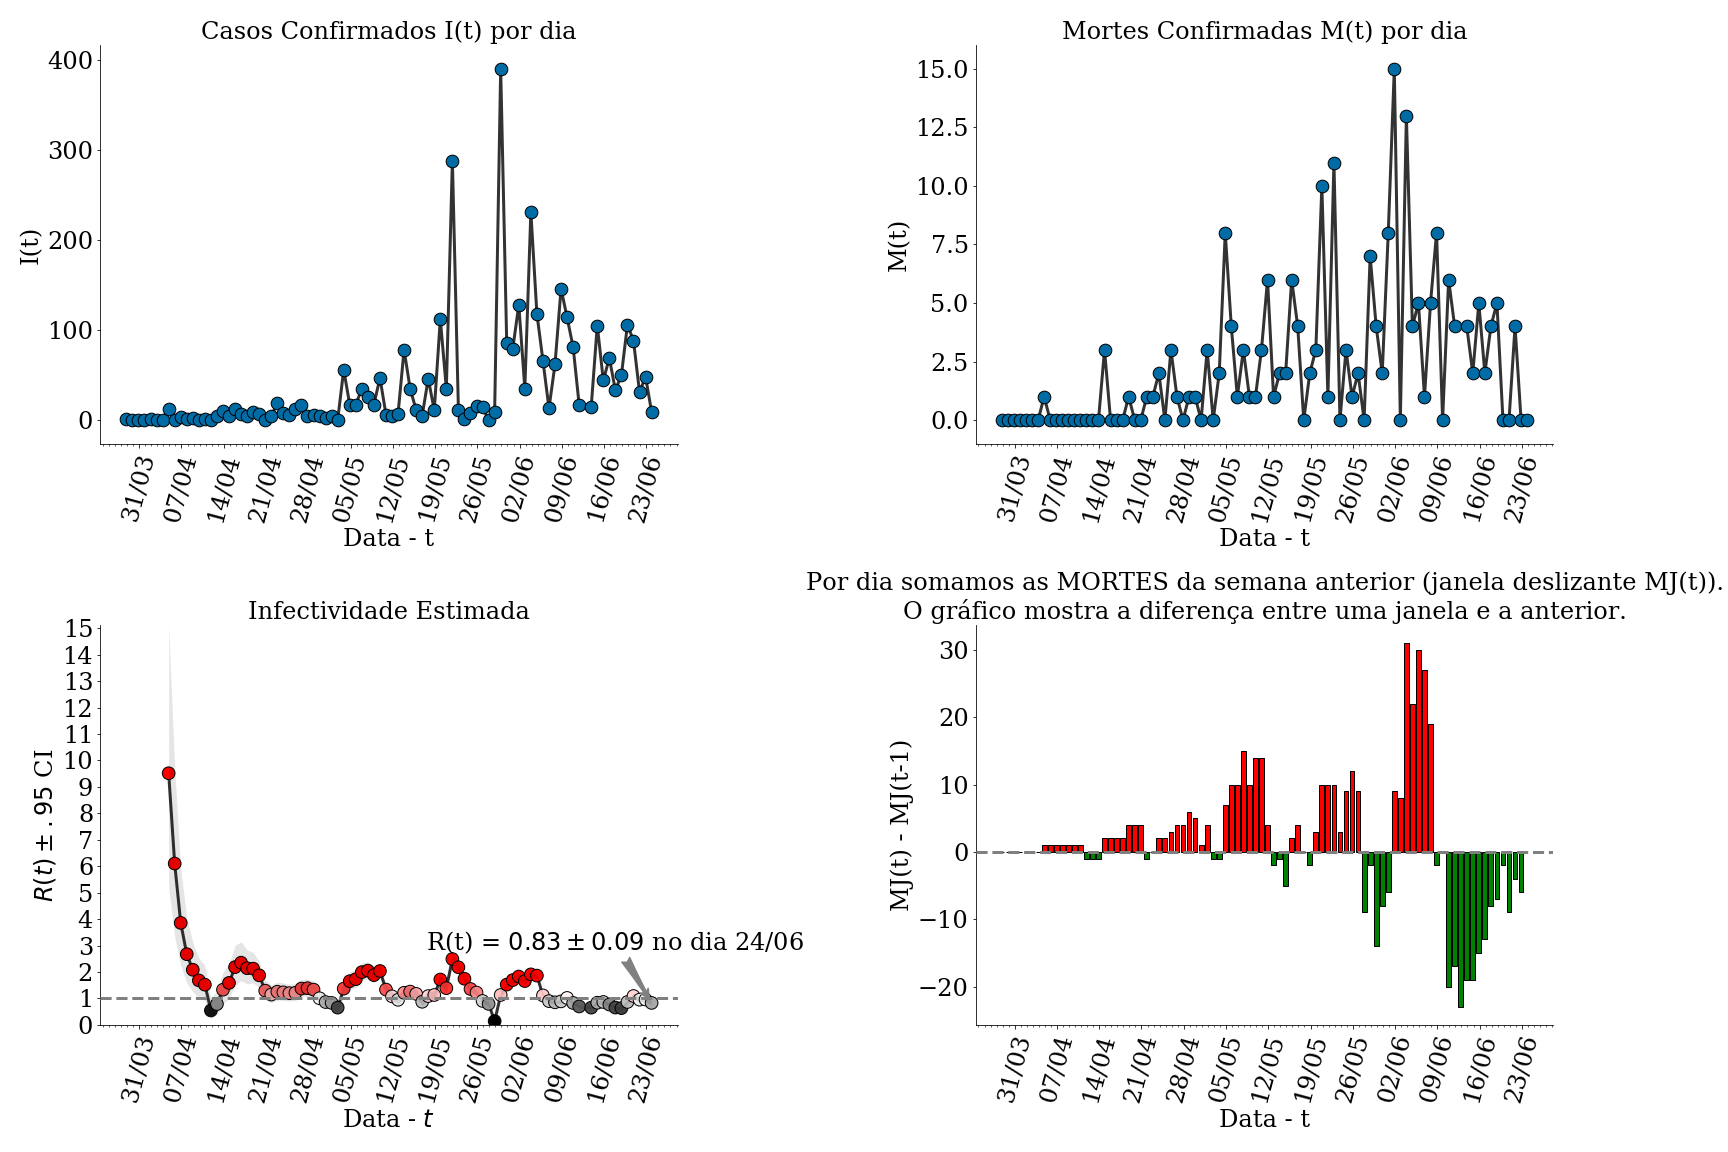 Casos Confirmados I(t) por dia
400
300
200
100
0
I(t)
31/03 07/04 14/04 21/04 28/04 05/05 12/05 19/05 26/05 02/06 09/06 16/06 23/06
Data - t
Mortes Confirmadas M(t) por dia
15.0
12.5
10.0
7.5
5.0
2.5
0.0
M(t)
31/03 07/04 14/04 21/04 28/04 05/05 12/05 19/05 26/05 02/06 09/06 16/06 23/06
Data - t
Infectividade Estimada
15
14
13
12
11
10
9
8
7
6
5
4
3
2
1
0
R(t) ± .95 CI
R(t) = 0.83 ± 0.09 no dia 24/06
31/03 07/04 14/04 21/04 28/04 05/05 12/05 19/05 26/05 02/06 09/06 16/06 23/06
Data - t
Por dia somamos as MORTES da semana anterior (janela deslizante MJ(t)).
O gráfico mostra a diferença entre uma janela e a anterior.
30
20
10
0
−10
−20
MJ(t) - MJ(t-1)
31/03 07/04 14/04 21/04 28/04 05/05 12/05 19/05 26/05 02/06 09/06 16/06 23/06
Data - t